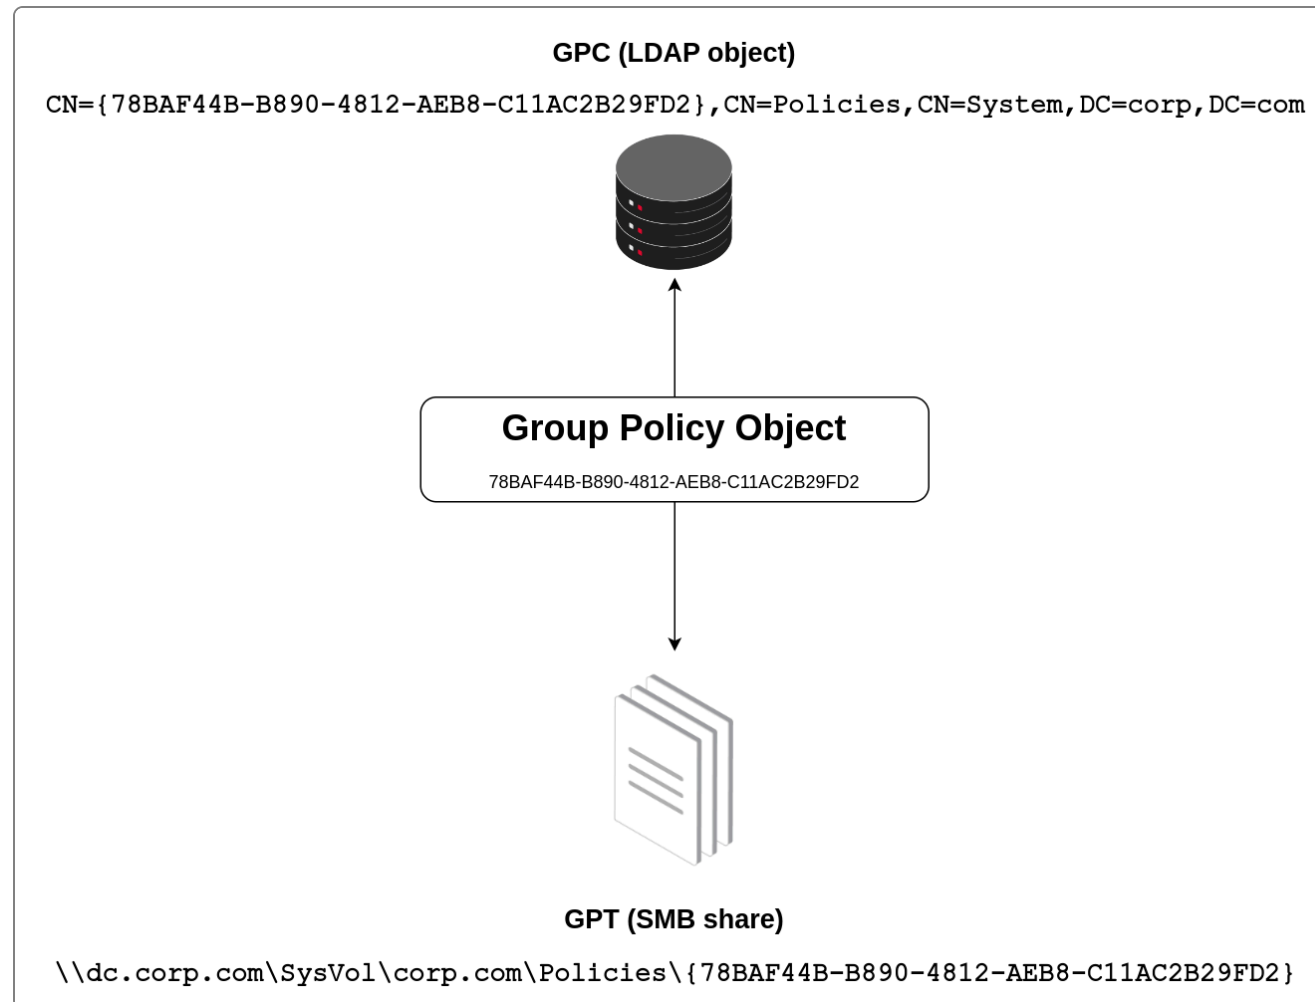 GPC (LDAP object)
CN={78BAF44B-B890-4812-AEB8-C11AC2B29FD2},CN=Policies,CN=System,DC=corp,DC=com
Group Policy Object
78BAF44B-B890-4812-AEB8-C11AC2B29FD2
GPT (SMB share)
\\dc.corp.com\SysVol\corp.com\Policies\{78BAF44B-B890-4812-AEB8-C11AC2B29FD2}